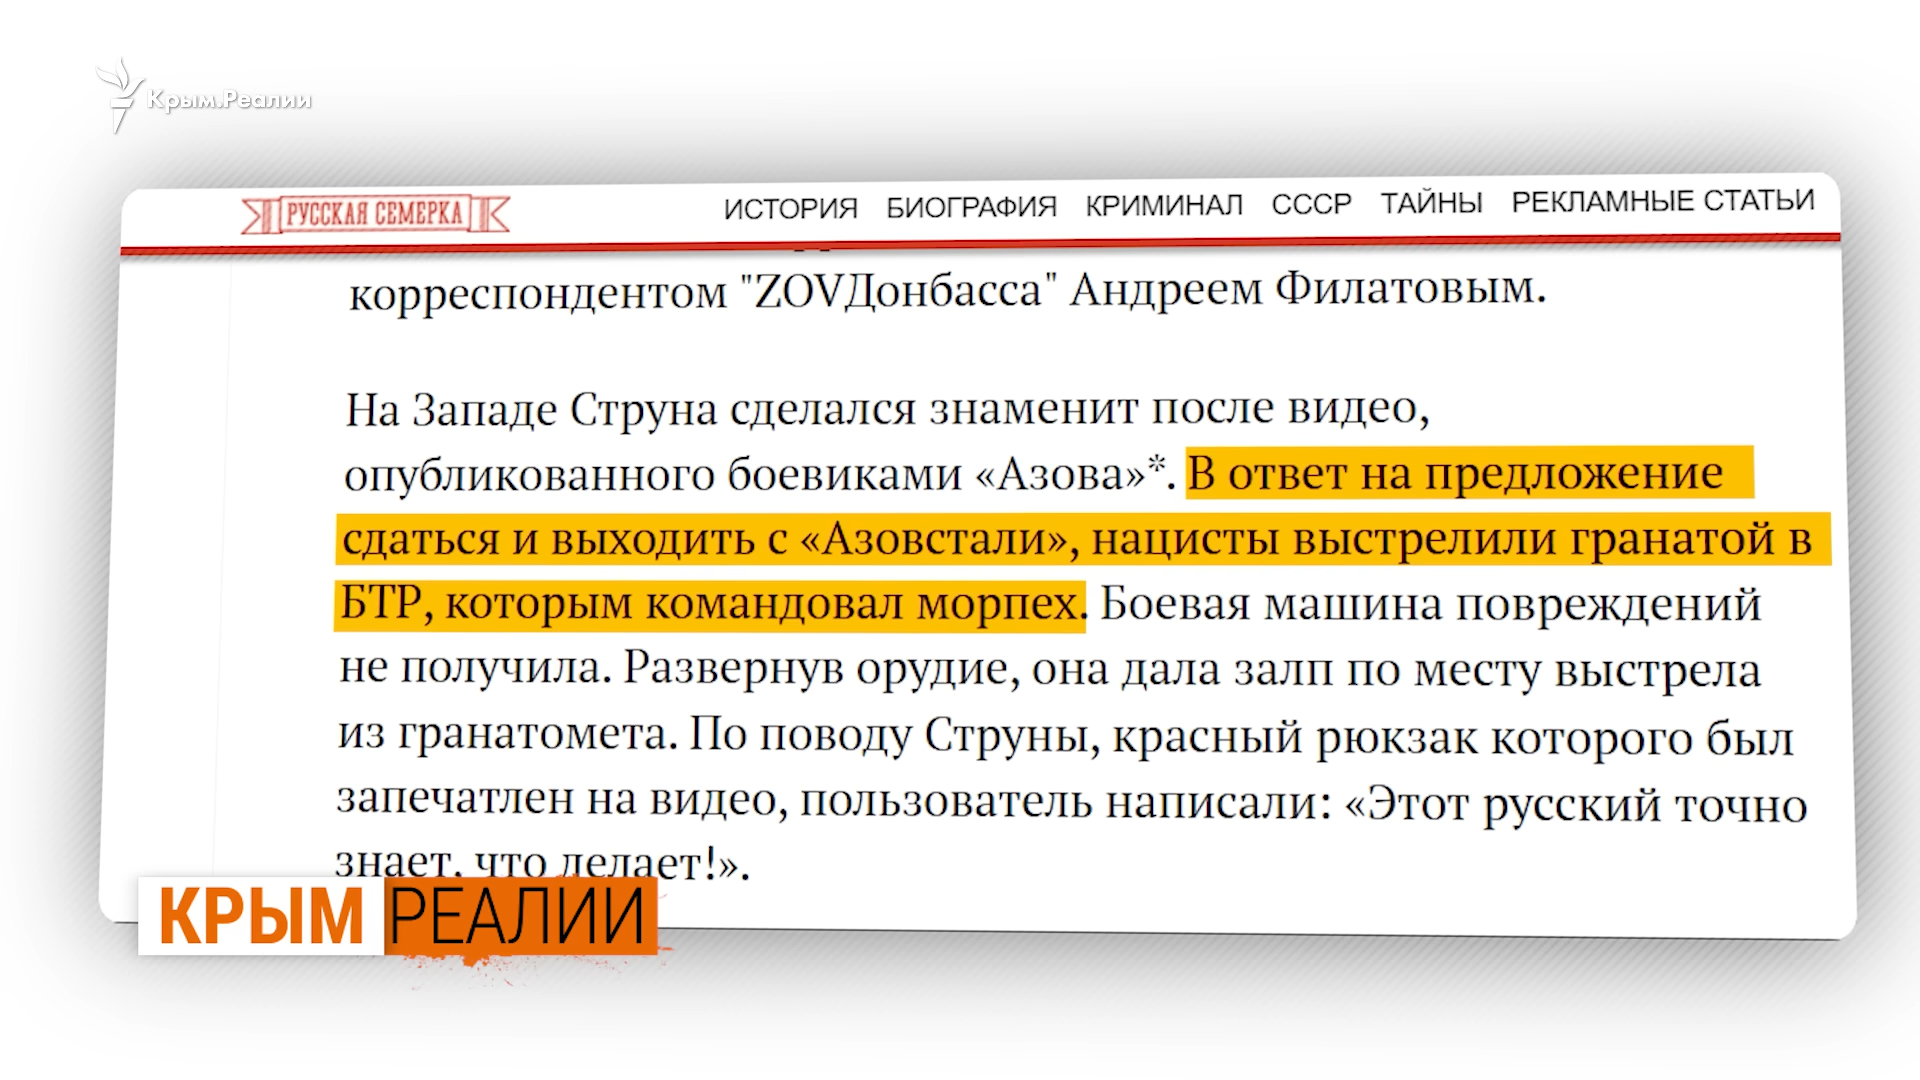 Крым.Реалии
РУССКАЯ СЕМЕРКА
ИСТОРИЯ БИОГРАФИЯ КРИМИНАЛ СССР ТАЙНЫ РЕКЛАМНЫЕ СТАТЬИ
корреспондентом "ZOVДонбасса" Андреем Филатовым.
На Западе Струна сделался знаменит после видео,
опубликованного боевиками «Азова»*. В ответ на предложение
сдаться и выходить с «Азовстали», нацисты выстрелили гранатой в
БТР, которым командовал морпех. Боевая машина повреждений
не получила. Развернув орудие, она дала залп по месту выстрела
из гранатомета. По поводу Струны, красный рюкзак которого был
запечатлен на видео, пользователь написали: «Этот русский точно
знает, что делает!».
КРЫМ РЕАЛИИ